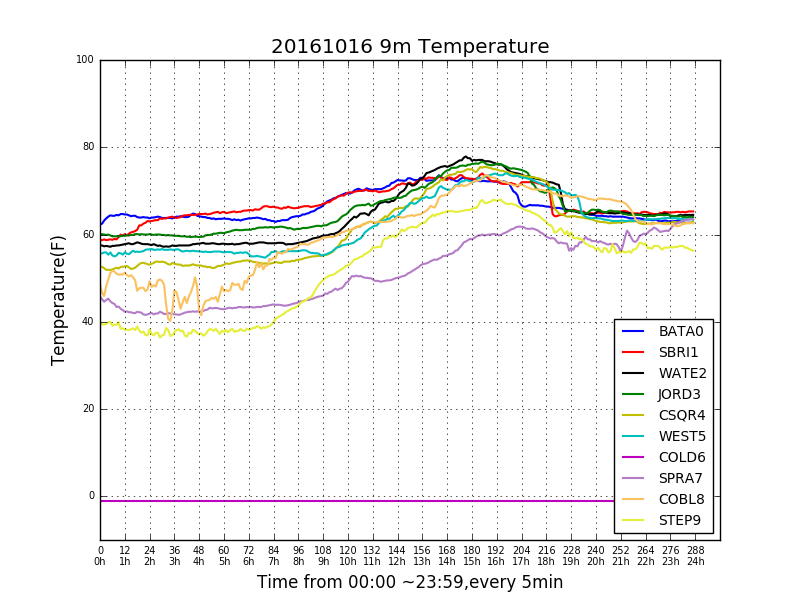 20161016 9m Temperature
Temperature(F)
100
80
60
40
20
0
BATA0
SBRI1
WATE2
JORD3
CSQR4
WEST5
COLD6
SPRA7
COBL8
STEP9
0 12 24 36 48 60 72 84 96 108 120 132 144 156 168 180 192 204 216 228 240 252 264 276 288
0h 1h 2h 3h 4h 5h 6h 7h 8h 9h 10h 11h 12h 13h 14h 15h 16h 17h 18h 19h 20h 21h 22h 23h 24h
Time from 00:00 ~23:59,every 5min